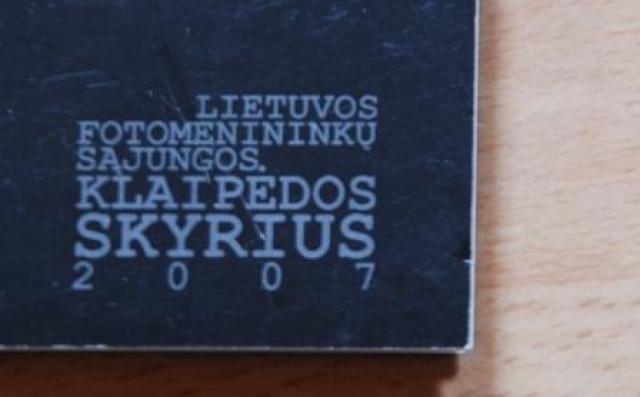 LIETUVOS
FOTOMENININKŲ
SĄJUNGOS.
KLAIPĖDOS
SKYRIUS
2007